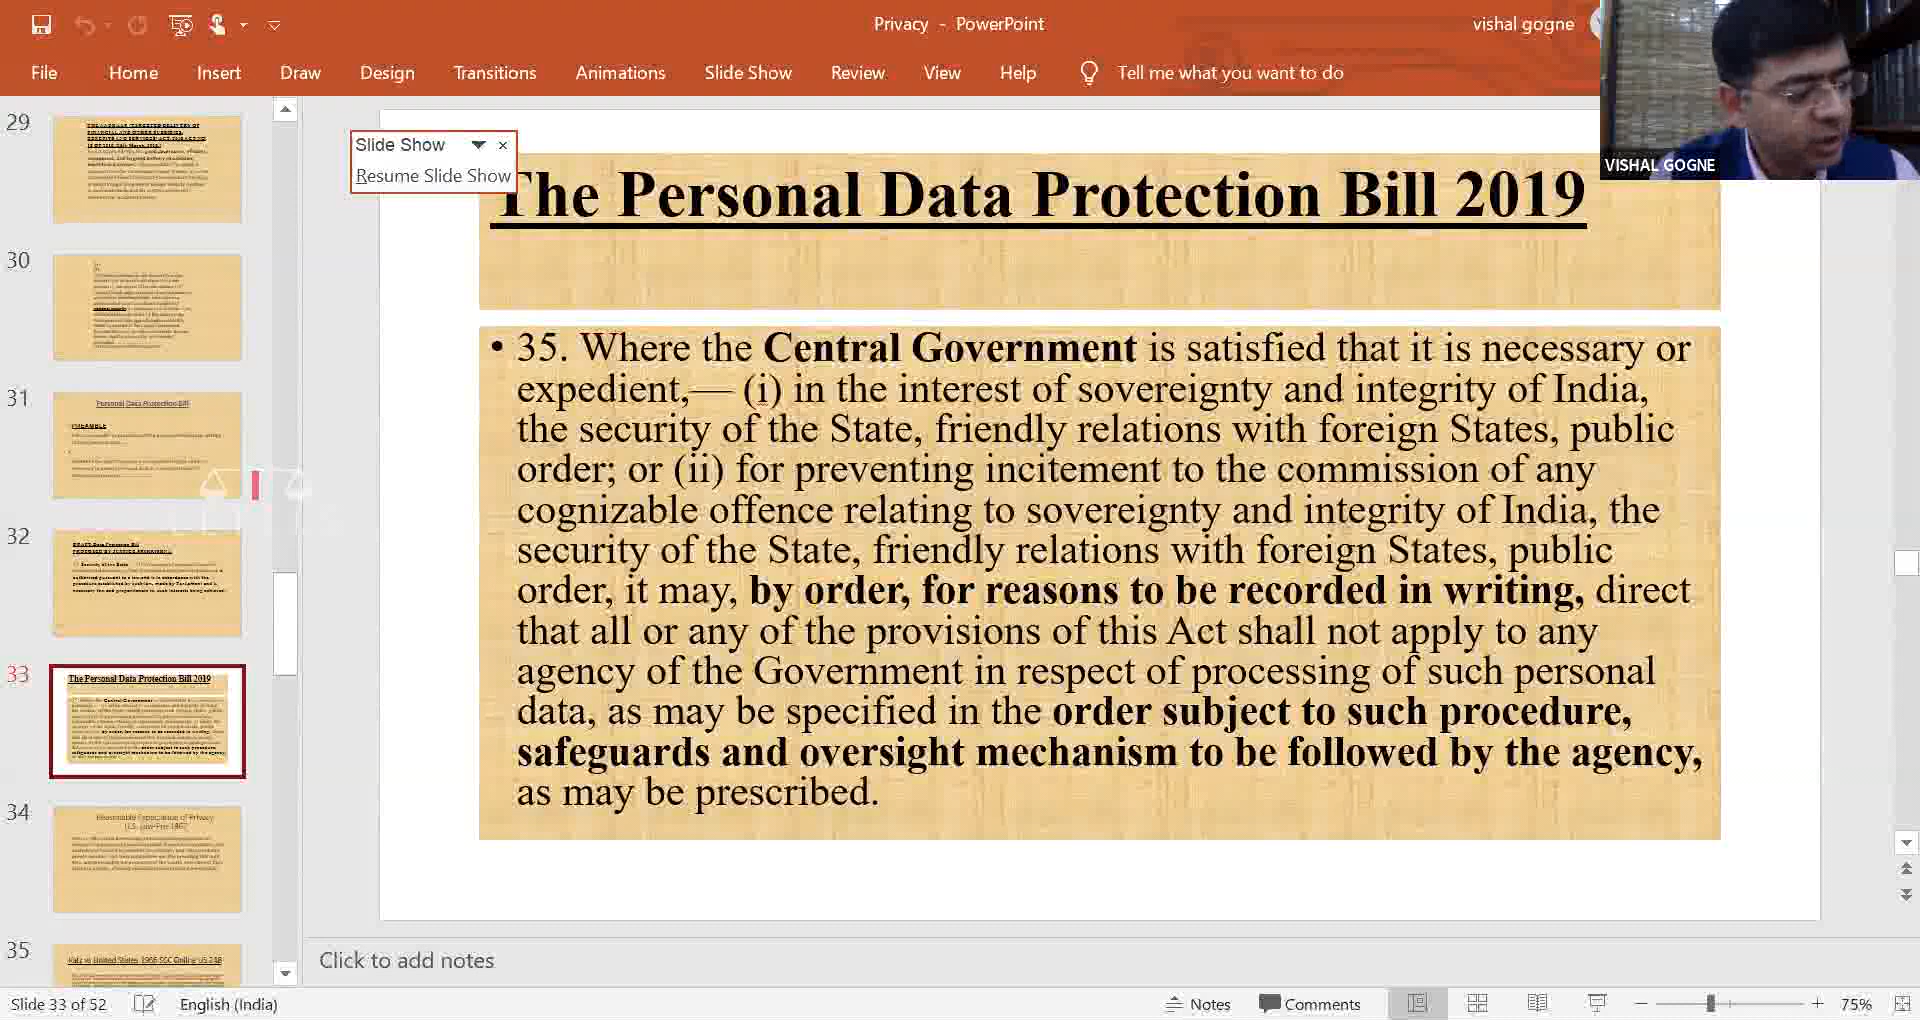 Privacy - PowerPoint
vishal gogne
File Home Insert Draw Design Transitions Animations Slide Show Review View Help Tell me what you want to do
VISHAL GOGNE
29
30
31
Personal Data Protection Bill
PREAMBLE
32
33
The Personal Data Protection Bill 2019
34
Reasonable Expectance of Privacy
35
Slide Show
Resume Slide Show
The Personal Data Protection Bill 2019
• 35. Where the Central Government is satisfied that it is necessary or
expedient,— (i) in the interest of sovereignty and integrity of India,
the security of the State, friendly relations with foreign States, public
order; or (ii) for preventing incitement to the commission of any
cognizable offence relating to sovereignty and integrity of India, the
security of the State, friendly relations with foreign States, public
order, it may, by order, for reasons to be recorded in writing, direct
that all or any of the provisions of this Act shall not apply to any
agency of the Government in respect of processing of such personal
data, as may be specified in the order subject to such procedure,
safeguards and oversight mechanism to be followed by the agency,
as may be prescribed.
Click to add notes
Slide 33 of 52 English (India) Notes Comments 75%